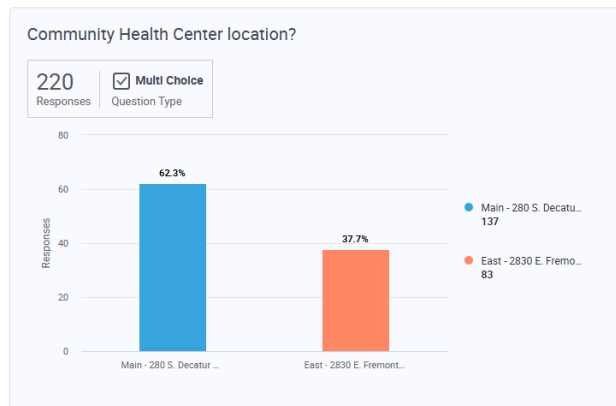 Community Health Center location?
220
Responses
Multi Choice
Question Type
80
60
40
20
0
Responses
62.3%
37.7%
Main - 280 S. Decatur ...
East - 2830 E. Fremont...
Main - 280 S. Decatu...
137
East - 2830 E. Fremo...
83